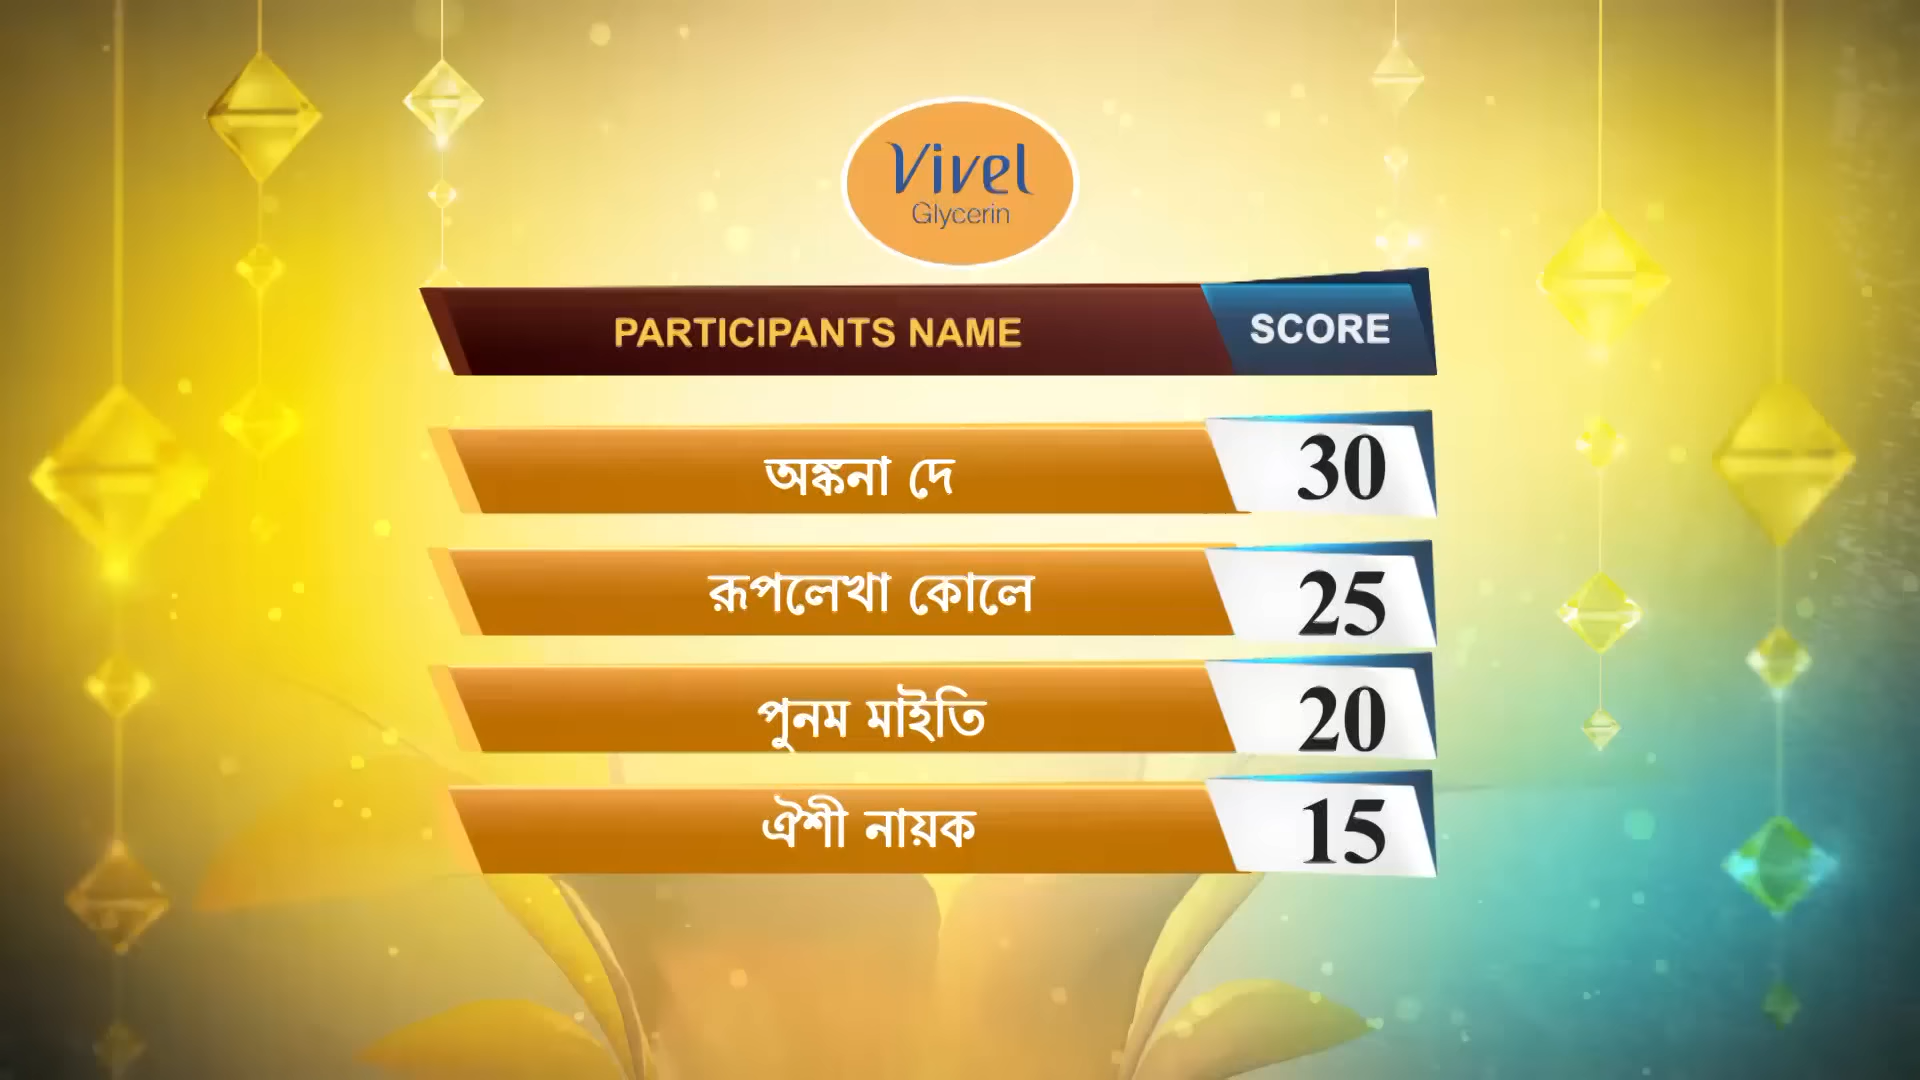 Vivel
Glycerin
PARTICIPANTS NAME SCORE
অঙ্কনা দে 30
রূপলেখা কোলে 25
পুনম মাইতি 20
ঐশী নায়ক 15